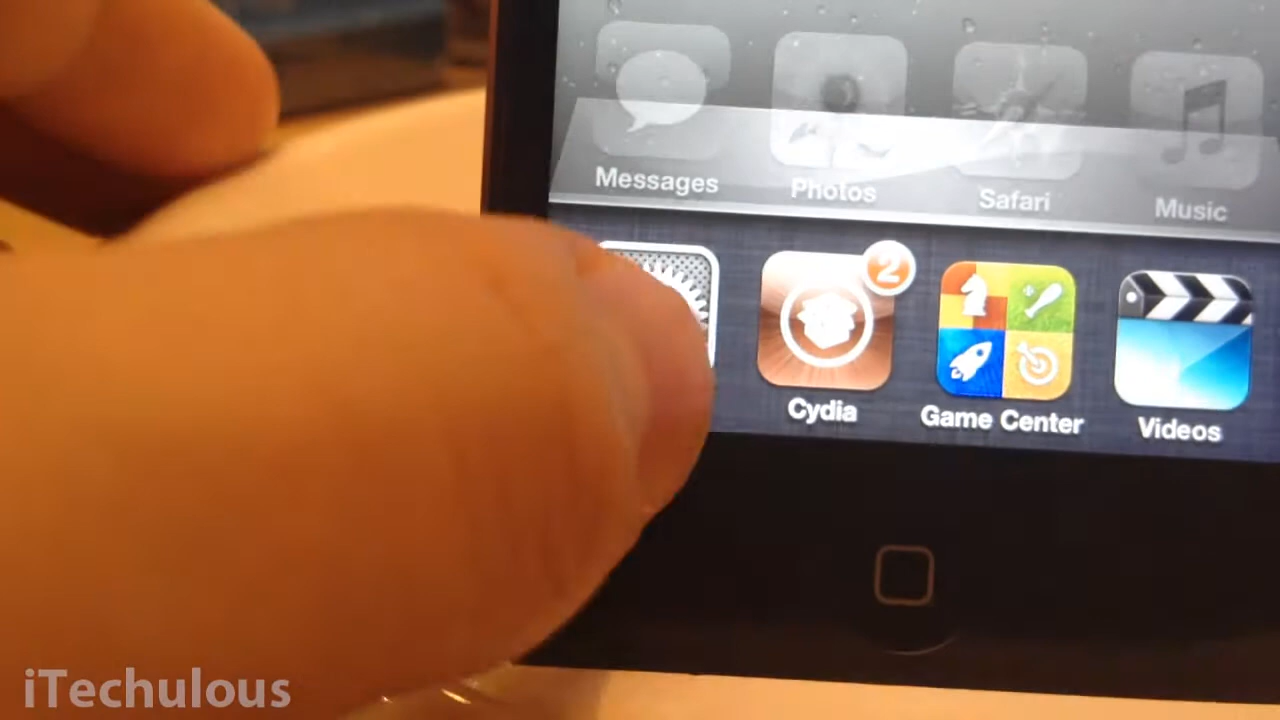 Messages
Photos
Safari
Music
2
Cydia
Game Center
Videos
iTechulous